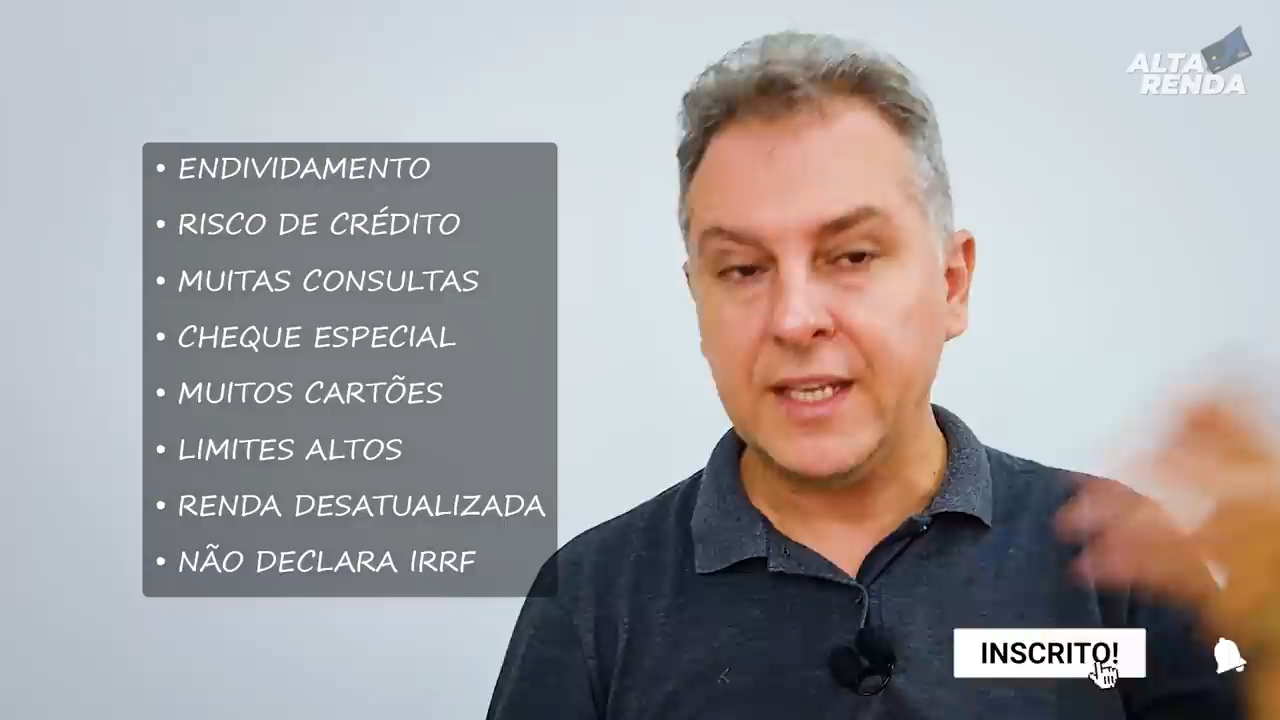 ALTA
RENDA
• ENDIVIDAMENTO
• RISCO DE CRÉDITO
• MUITAS CONSULTAS
• CHEQUE ESPECIAL
• MUITOS CARTÕES
• LIMITES ALTOS
• RENDA DESATUALIZADA
• NÃO DECLARA IRRF
INSCRITO!